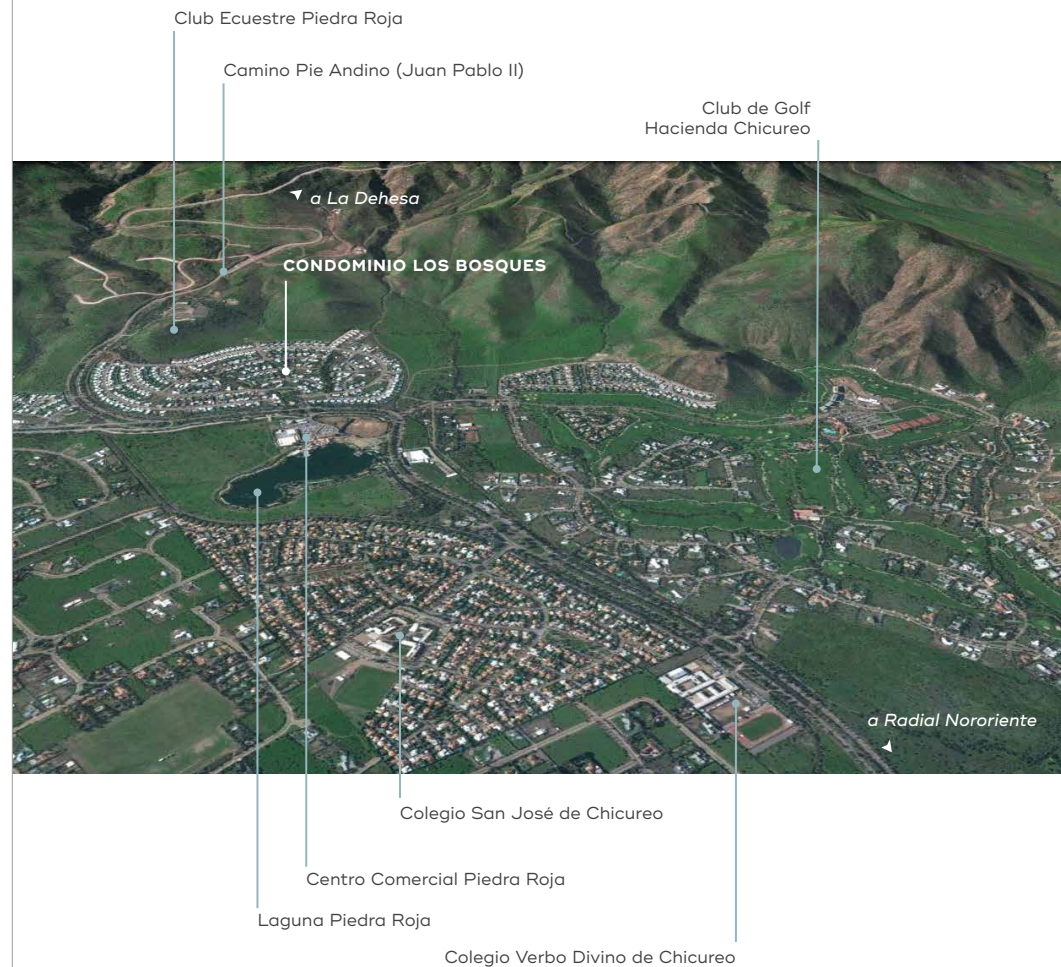 Club Ecuestre Piedra Roja
Camino Pie Andino (Juan Pablo II)
Club de Golf
Hacienda Chicureo
a La Dehesa
CONDOMINIO LOS BOSQUES
a Radial Nororiente
Colegio San José de Chicureo
Centro Comercial Piedra Roja
Laguna Piedra Roja
Colegio Verbo Divino de Chicureo